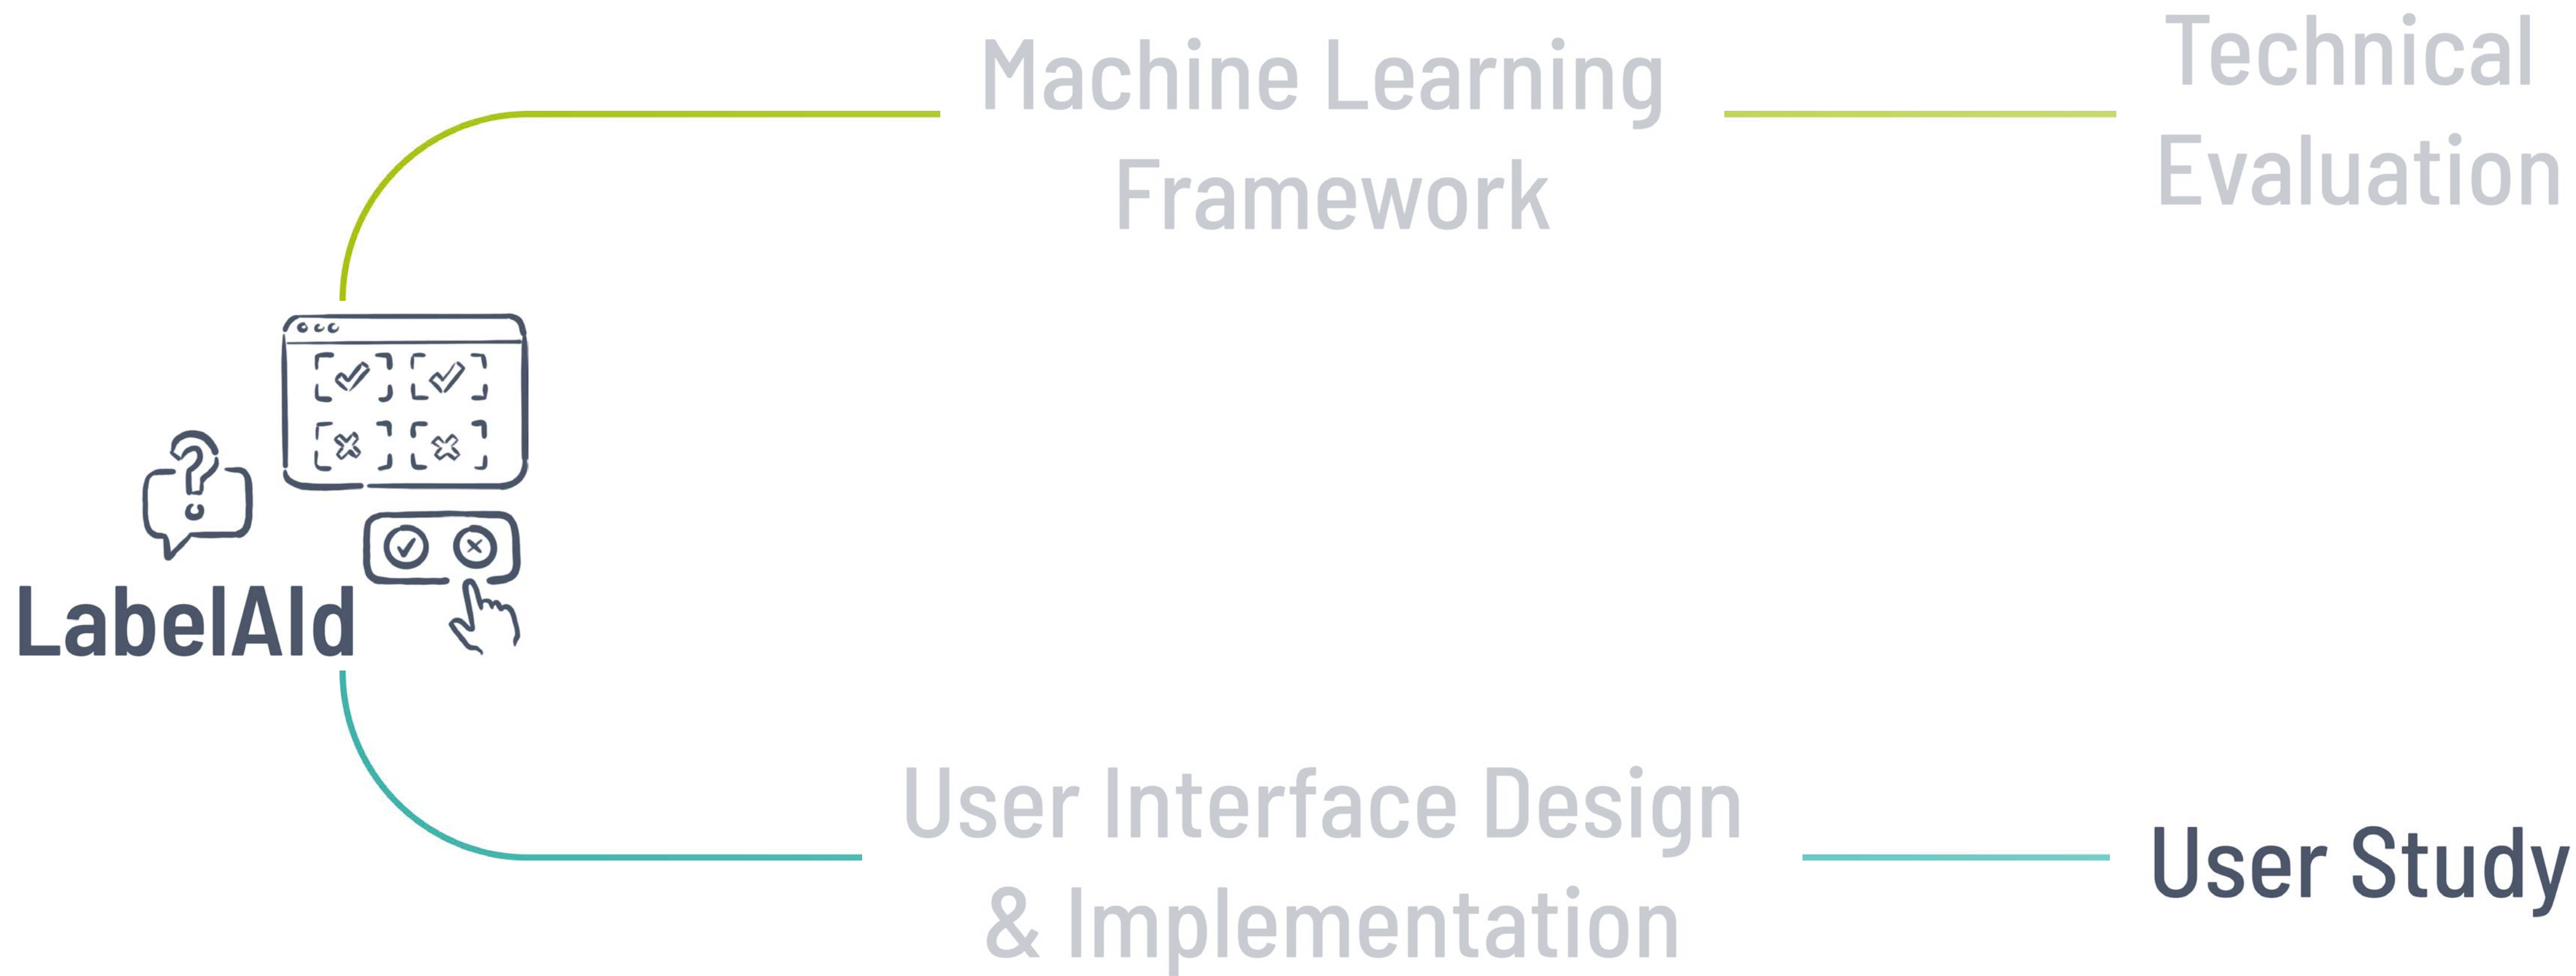 Machine Learning
Framework
Technical
Evaluation
LabelAId
User Interface Design
& Implementation
User Study